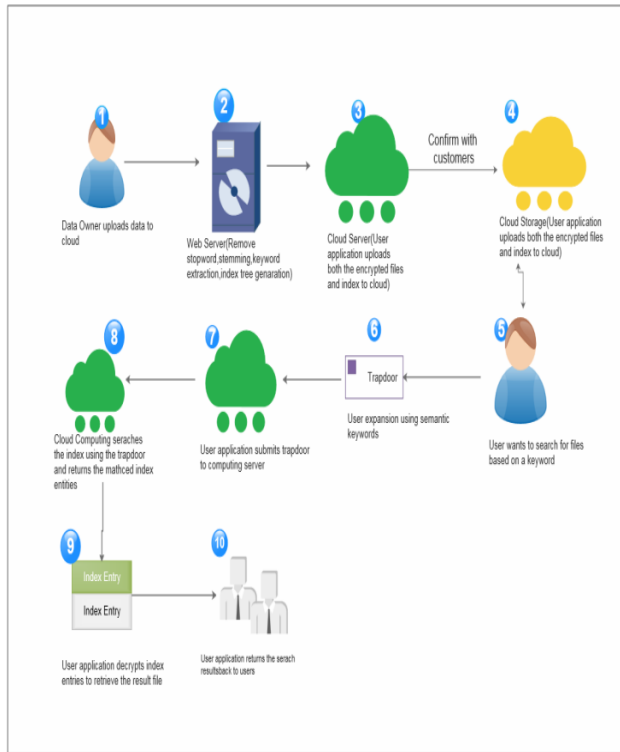 1
Data Owner uploads data to
cloud
2
Web Server(Remove
stopword,stemming,keyword
extraction,index tree genaration)
3
Cloud Server(User
application uploads
both the encrypted files
and index to cloud)
Confirm with
customers
4
Cloud Storage(User application
uploads both the encrypted files
and index to cloud)
5
User wants to search for files
based on a keyword
6
Trapdoor
User expansion using semantic
keywords
7
User application submits trapdoor
to computing server
8
Cloud Computing seraches
the index using the trapdoor
and returns the mathced index
entities
9
Index Entry
Index Entry
User application decrypts index
entries to retrieve the result file
10
User application returns the serach
resultsback to users